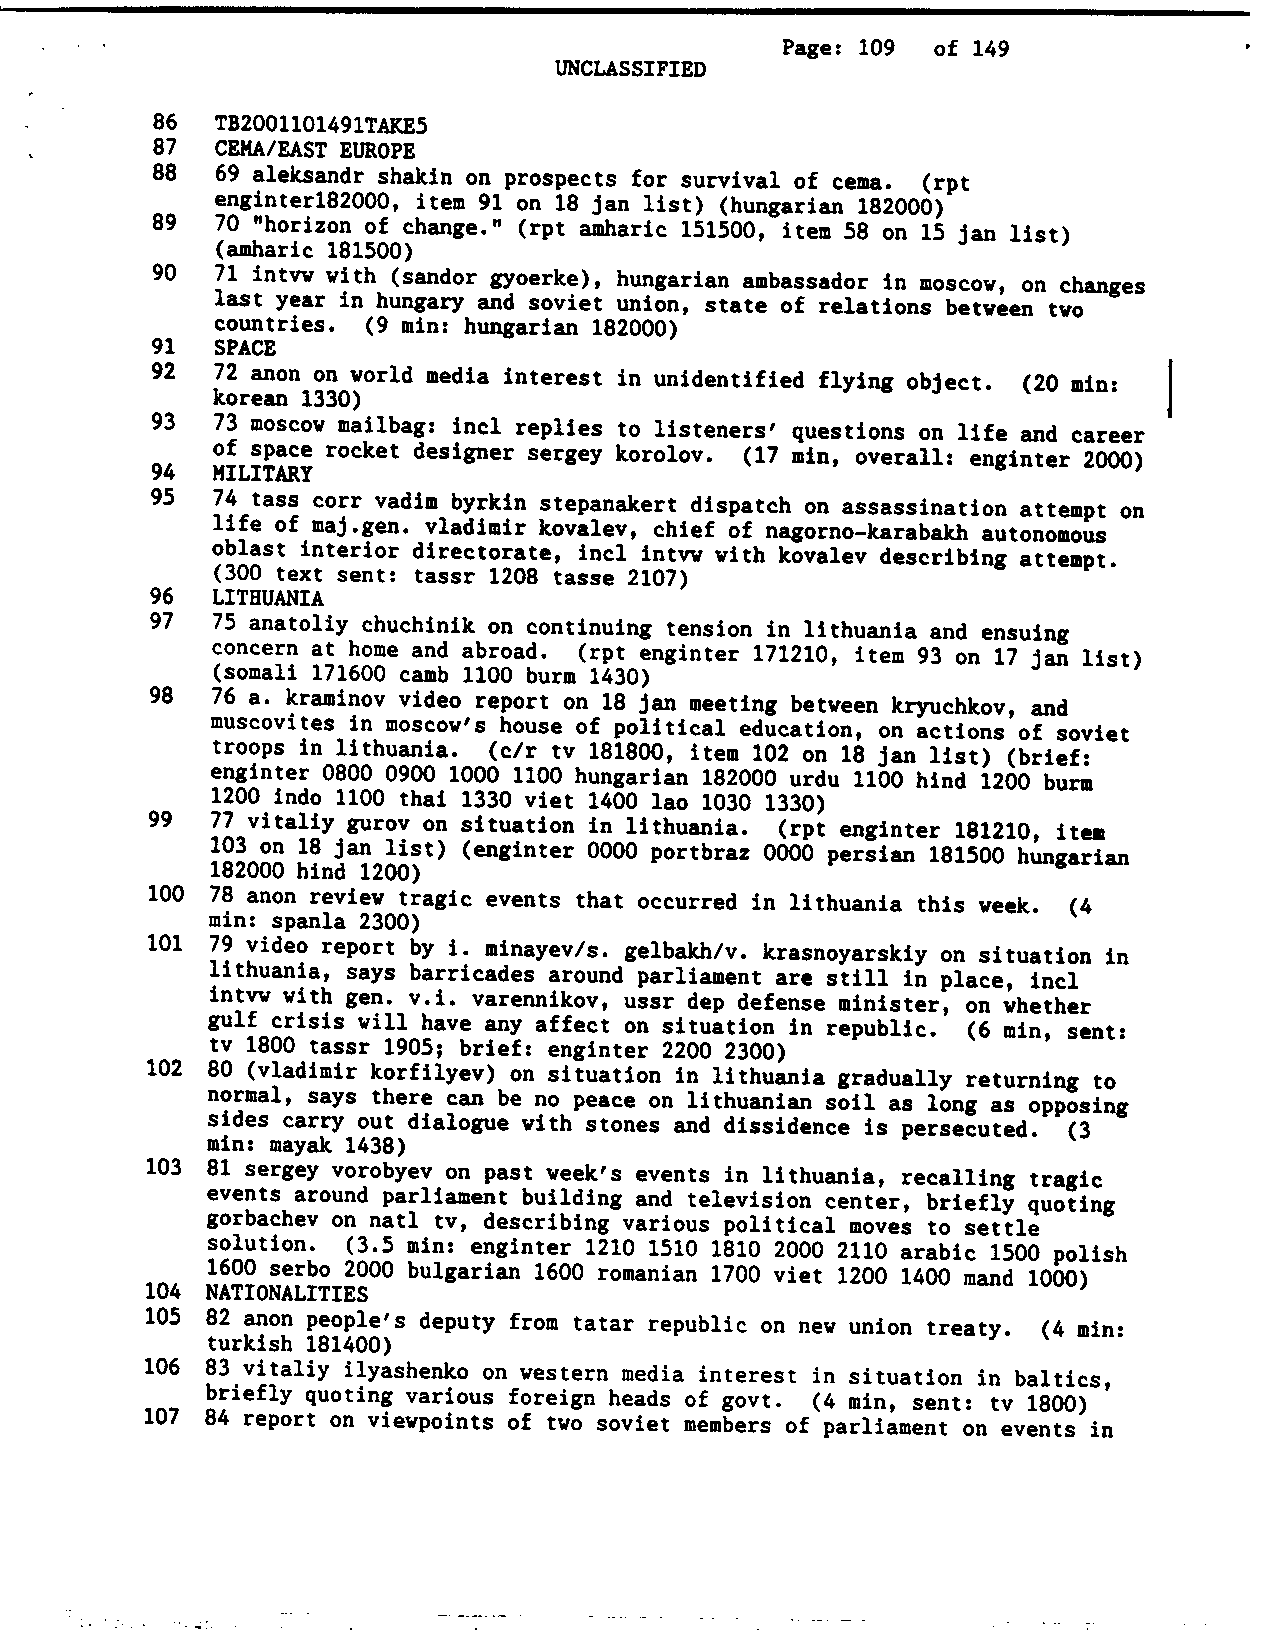 Page: 109 of 149
UNCLASSIFIED
86 TB2001101491TAKE5
87 CEMA/EAST EUROPE
88 69 aleksandr shakin on prospects for survival of cema. (rpt
enginter182000, item 91 on 18 jan list) (hungarian 182000)
89 70 "horizon of change." (rpt amharic 151500, item 58 on 15 jan list)
(amharic 181500)
90 71 intvw with (sandor gyoerke), hungarian ambassador in moscow, on changes
last year in hungary and soviet union, state of relations between two
countries. (9 min: hungarian 182000)
91 SPACE
92 72 anon on world media interest in unidentified flying object. (20 min:
korean 1330)
93 73 moscow mailbag: incl replies to listeners' questions on life and career
of space rocket designer sergey korolov. (17 min, overall: enginter 2000)
94 MILITARY
95 74 tass corr vadim byrkin stepanakert dispatch on assassination attempt on
life of maj.gen. vladimir kovalev, chief of nagorno-karabakh autonomous
oblast interior directorate, incl intvw with kovalev describing attempt.
(300 text sent: tassr 1208 tasse 2107)
96 LITHUANIA
97 75 anatoliy chuchinik on continuing tension in lithuania and ensuing
concern at home and abroad. (rpt enginter 171210, item 93 on 17 jan list)
(somali 171600 camb 1100 burm 1430)
98 76 a. kraminov video report on 18 jan meeting between kryuchkov, and
muscovites in moscow's house of political education, on actions of soviet
troops in lithuania. (c/r tv 181800, item 102 on 18 jan list) (brief:
enginter 0800 0900 1000 1100 hungarian 182000 urdu 1100 hind 1200 burm
1200 indo 1100 thai 1330 viet 1400 lao 1030 1330)
99 77 vitaliy gurov on situation in lithuania. (rpt enginter 181210, item
103 on 18 jan list) (enginter 0000 portbraz 0000 persian 181500 hungarian
182000 hind 1200)
100 78 anon review tragic events that occurred in lithuania this week. (4
min: spanla 2300)
101 79 video report by i. minayev/s. gelbakh/v. krasnoyarskiy on situation in
lithuania, says barricades around parliament are still in place, incl
intvw with gen. v.i. varennikov, ussr dep defense minister, on whether
gulf crisis will have any affect on situation in republic. (6 min, sent:
tv 1800 tassr 1905; brief: enginter 2200 2300)
102 80 (vladimir korfilyev) on situation in lithuania gradually returning to
normal, says there can be no peace on lithuanian soil as long as opposing
sides carry out dialogue with stones and dissidence is persecuted. (3
min: mayak 1438)
103 81 sergey vorobyev on past week's events in lithuania, recalling tragic
events around parliament building and television center, briefly quoting
gorbachev on natl tv, describing various political moves to settle
solution. (3.5 min: enginter 1210 1510 1810 2000 2110 arabic 1500 polish
1600 serbo 2000 bulgarian 1600 romanian 1700 viet 1200 1400 mand 1000)
104 NATIONALITIES
105 82 anon people's deputy from tatar republic on new union treaty. (4 min:
turkish 181400)
106 83 vitaliy ilyashenko on western media interest in situation in baltics,
briefly quoting various foreign heads of govt. (4 min, sent: tv 1800)
107 84 report on viewpoints of two soviet members of parliament on events in